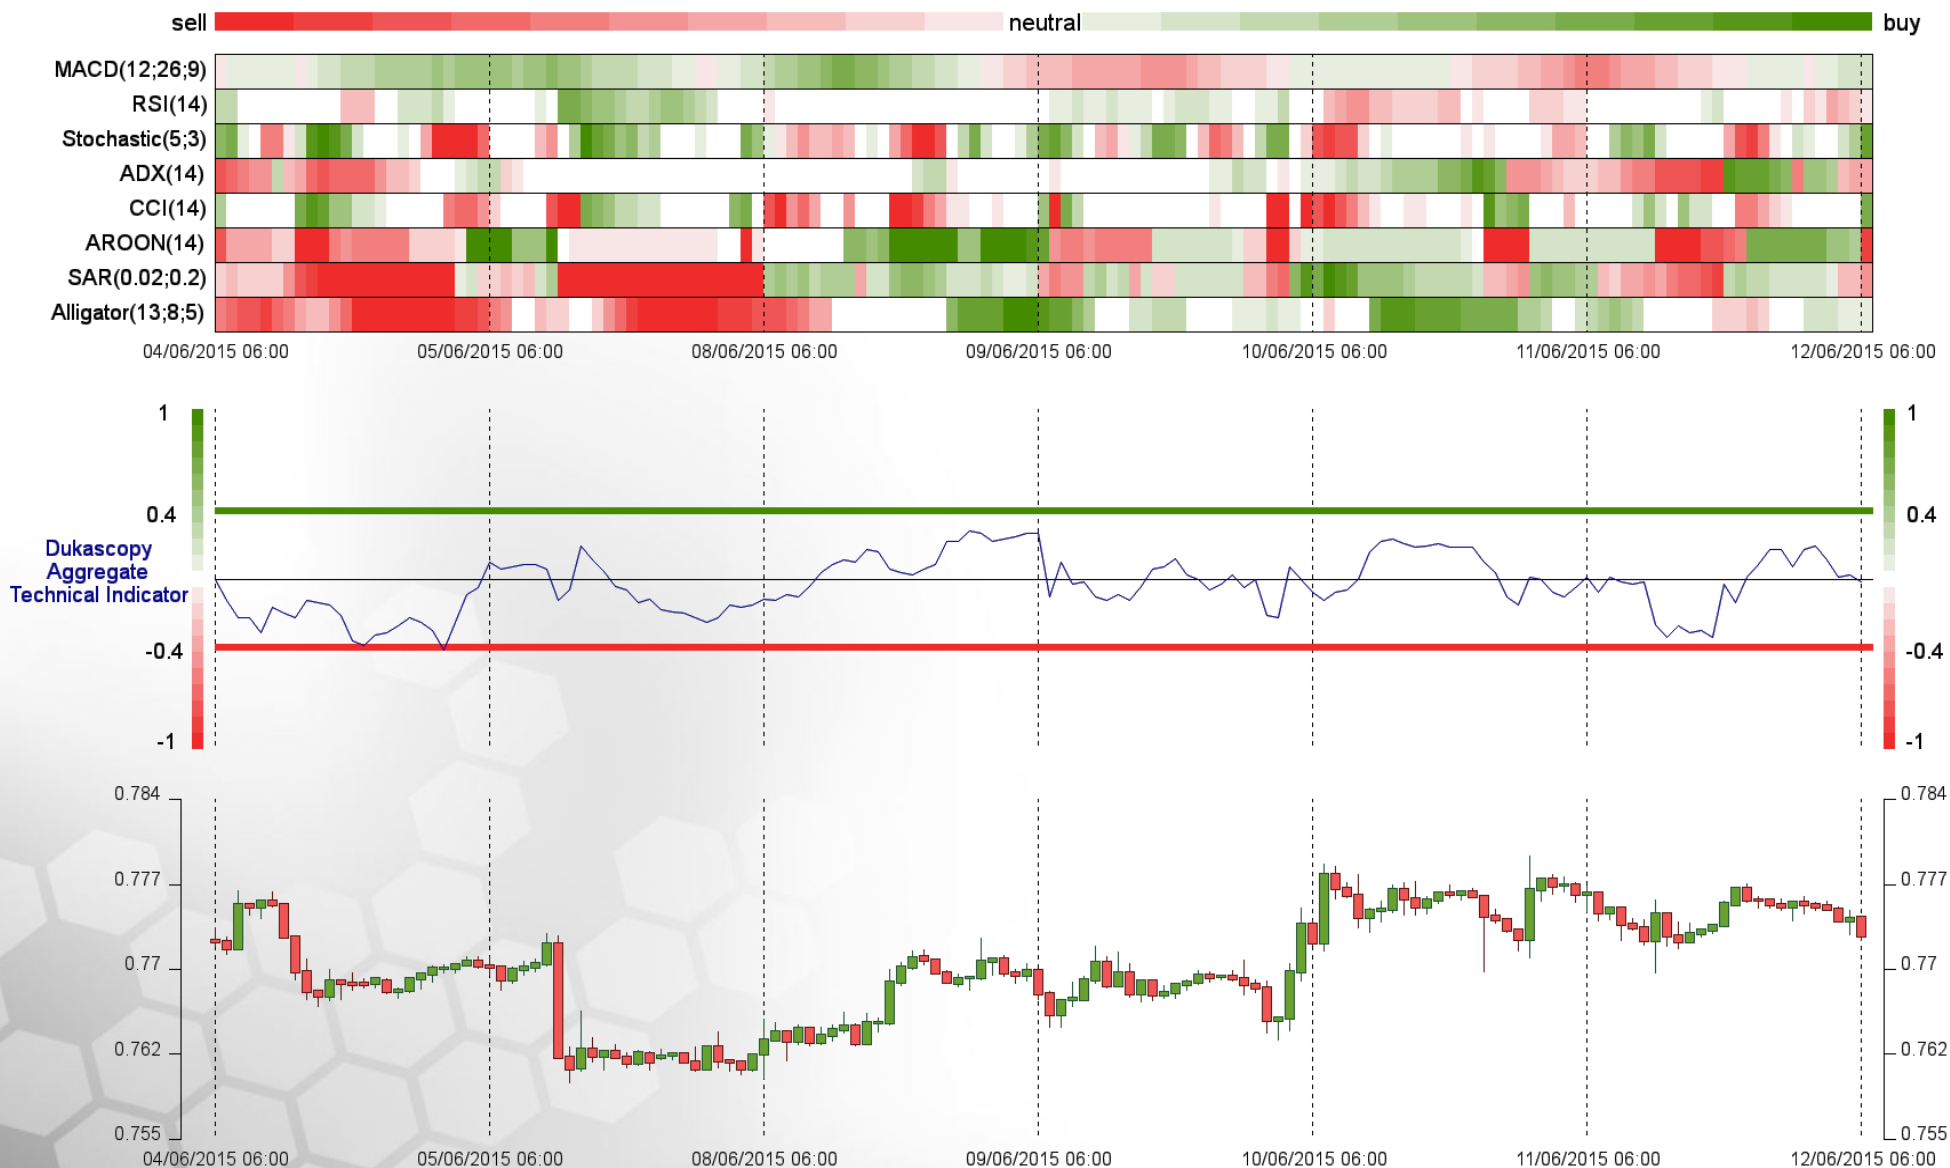 sell neutral buy
MACD(12;26;9)
RSI(14)
Stochastic(5;3)
ADX(14)
CCI(14)
AROON(14)
SAR(0.02;0.2)
Alligator(13;8;5)
04/06/2015 06:00 05/06/2015 06:00 08/06/2015 06:00 09/06/2015 06:00 10/06/2015 06:00 11/06/2015 06:00 12/06/2015 06:00
1 1
0.4 0.4
Dukascopy
Aggregate
Technical Indicator
-0.4 -0.4
-1 -1
0.784 0.784
0.777 0.777
0.77 0.77
0.762 0.762
0.755 0.755
04/06/2015 06:00 05/06/2015 06:00 08/06/2015 06:00 09/06/2015 06:00 10/06/2015 06:00 11/06/2015 06:00 12/06/2015 06:00